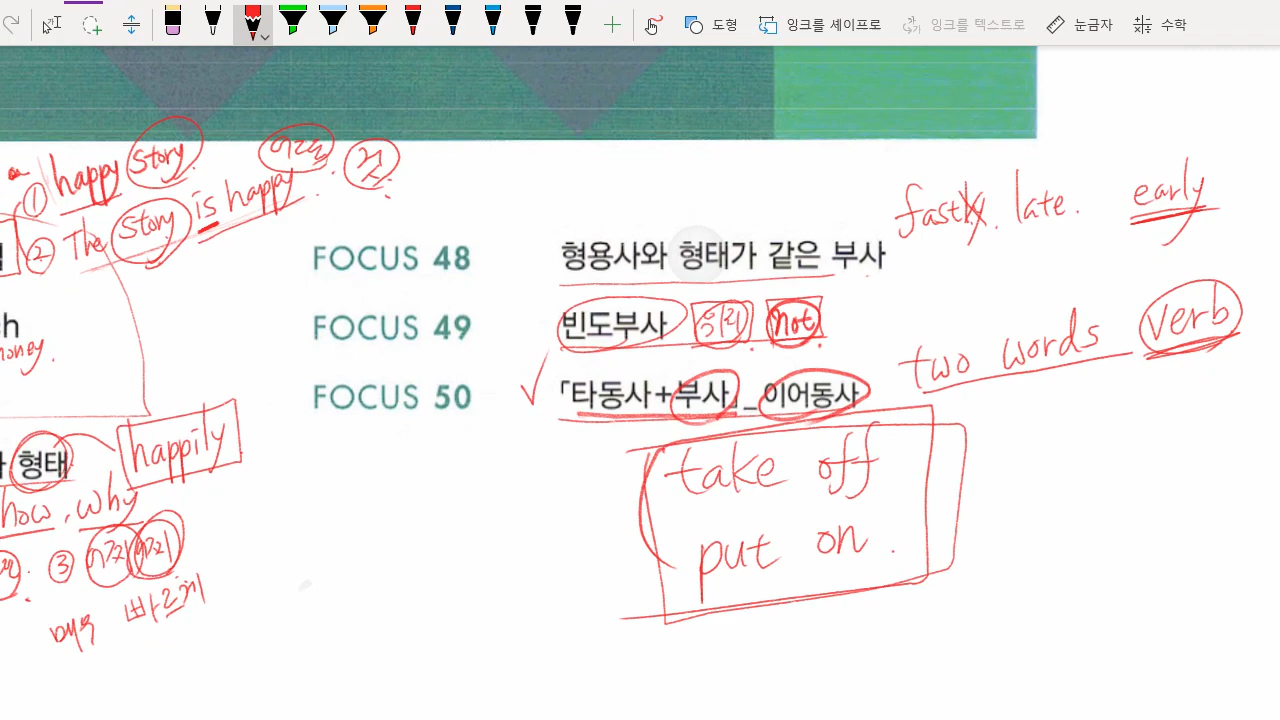 도형 잉크를 셰이프로 잉크를 텍스트로 눈금자 수학
① happy story
② The story is happy.
FOCUS 48 형용사와 형태가 같은 부사
fastly. late. early
FOCUS 49 빈도부사 not
two words verb
FOCUS 50 「타동사+부사」_이어동사
money.
happily
형태
take off
put on.
how, why
③
빠르게